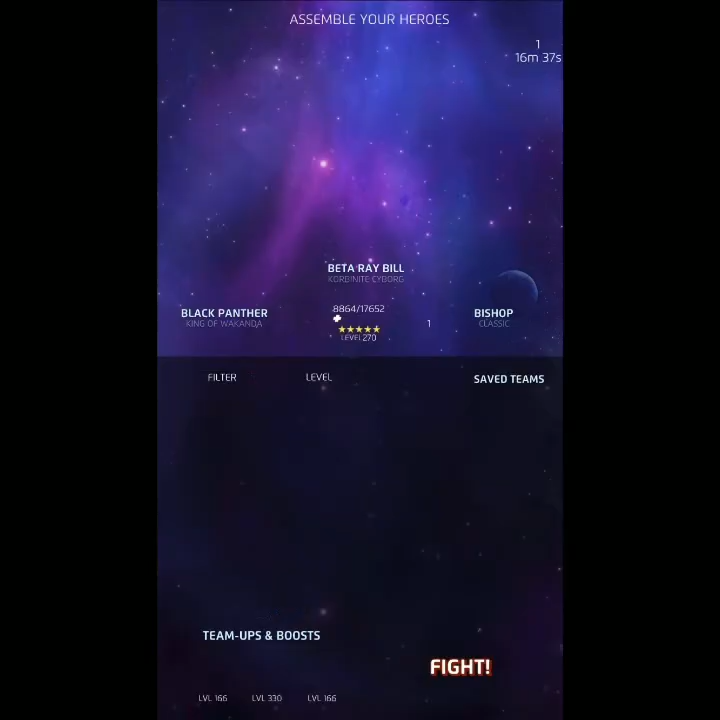 ASSEMBLE YOUR HEROES
1
16m 37s
BETA RAY BILL
KORBINITE CYBORG
8864/17652
BLACK PANTHER
KING OF WAKANDA
1
BISHOP
CLASSIC
LEVEL 270
FILTER
LEVEL
SAVED TEAMS
TEAM-UPS & BOOSTS
FIGHT!
LVL 166
LVL 330
LVL 166